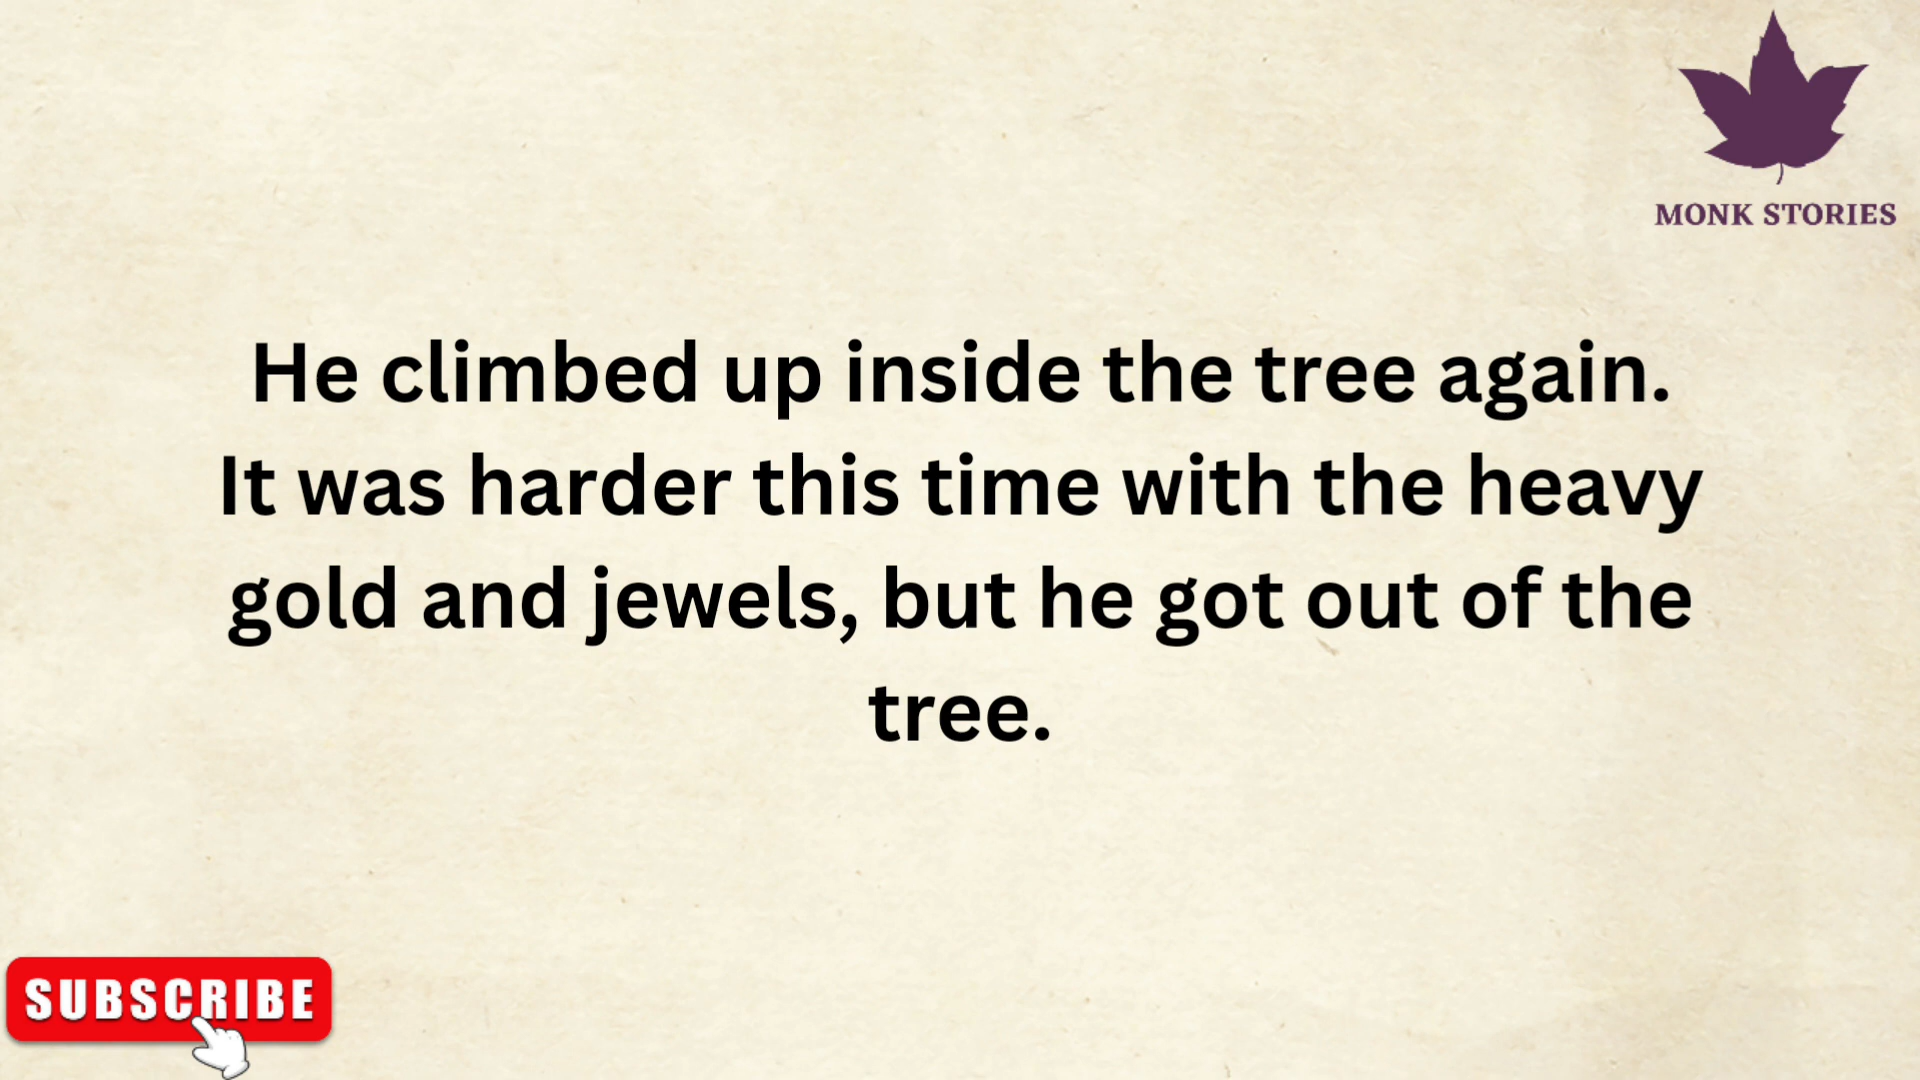 MONK STORIES
He climbed up inside the tree again.
It was harder this time with the heavy
gold and jewels, but he got out of the
tree.
SUBSCRIBE